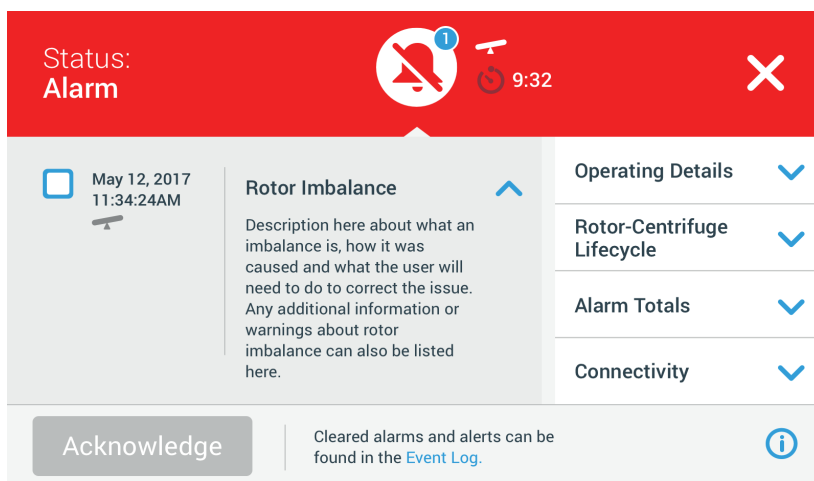 Status:
Alarm
1
9:32
May 12, 2017
11:34:24AM
Rotor Imbalance
Description here about what an
imbalance is, how it was
caused and what the user will
need to do to correct the issue.
Any additional information or
warnings about rotor
imbalance can also be listed
here.
Operating Details
Rotor-Centrifuge
Lifecycle
Alarm Totals
Connectivity
Acknowledge
Cleared alarms and alerts can be
found in the Event Log.